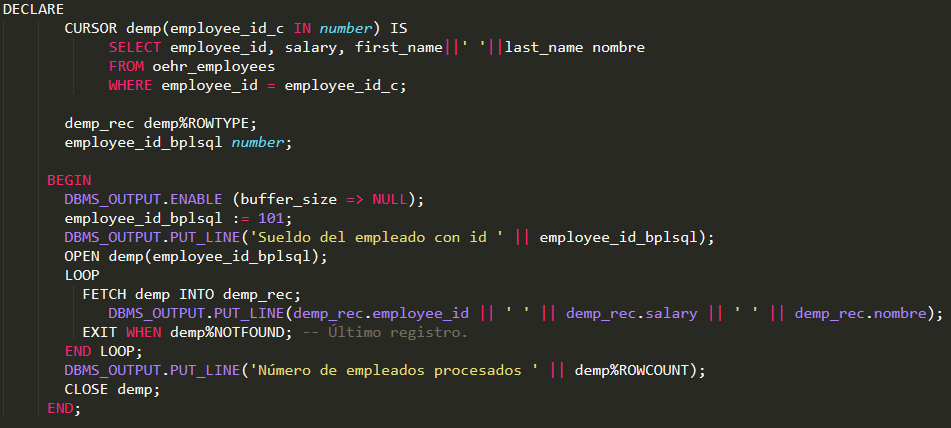 DECLARE
CURSOR demp(employee_id_c IN number) IS
SELECT employee_id, salary, first_name||' '||last_name nombre
FROM oehr_employees
WHERE employee_id = employee_id_c;
demp_rec demp%ROWTYPE;
employee_id_bplsql number;
BEGIN
DBMS_OUTPUT.ENABLE (buffer_size => NULL);
employee_id_bplsql := 101;
DBMS_OUTPUT.PUT_LINE('Sueldo del empleado con id ' || employee_id_bplsql);
OPEN demp(employee_id_bplsql);
LOOP
FETCH demp INTO demp_rec;
DBMS_OUTPUT.PUT_LINE(demp_rec.employee_id || ' ' || demp_rec.salary || ' ' || demp_rec.nombre);
EXIT WHEN demp%NOTFOUND; -- Último registro.
END LOOP;
DBMS_OUTPUT.PUT_LINE('Número de empleados procesados ' || demp%ROWCOUNT);
CLOSE demp;
END;